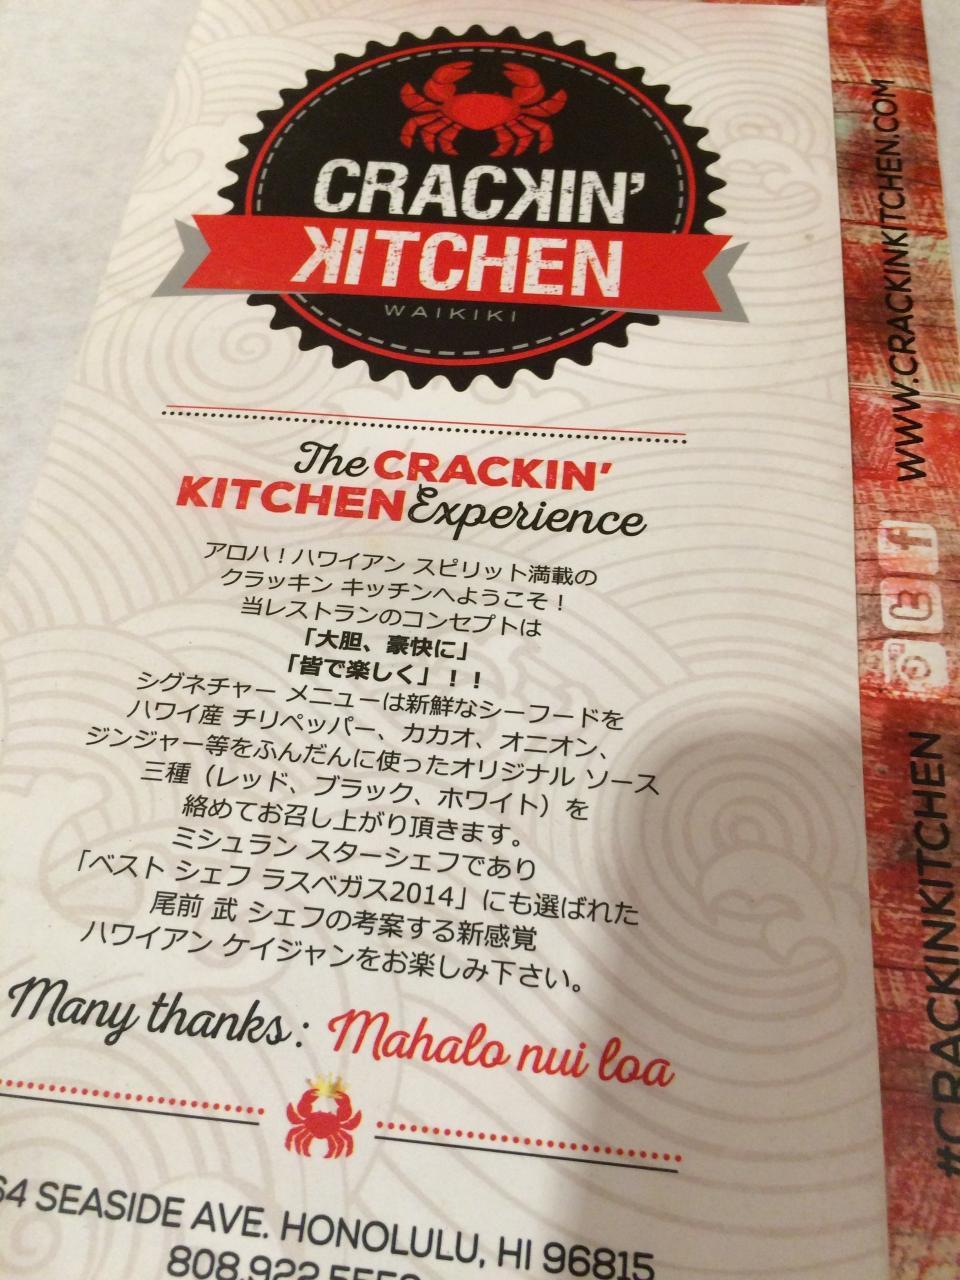 CRACKIN'
KITCHEN
WAIKIKI
The CRACKIN'
KITCHEN Experience
アロハ！ハワイアン スピリット満載の
クラッキン キッチンへようこそ！
当レストランのコンセプトは
「大胆、豪快に」
「皆で楽しく」！！
シグネチャー メニューは新鮮なシーフードを
ハワイ産 チリペッパー、カカオ、オニオン、
ジンジャー等をふんだんに使ったオリジナル ソース
三種（レッド、ブラック、ホワイト）を
絡めてお召し上がり頂きます。
ミシュラン スターシェフであり
「ベスト シェフ ラスベガス2014」にも選ばれた
尾前 武 シェフの考案する新感覚
ハワイアン ケイジャンをお楽しみ下さい。
Many thanks: Mahalo nui loa
64 SEASIDE AVE. HONOLULU, HI 96815
808.922.
WWW.CRACKINKITCHEN.COM
#CRACKINKITCHEN